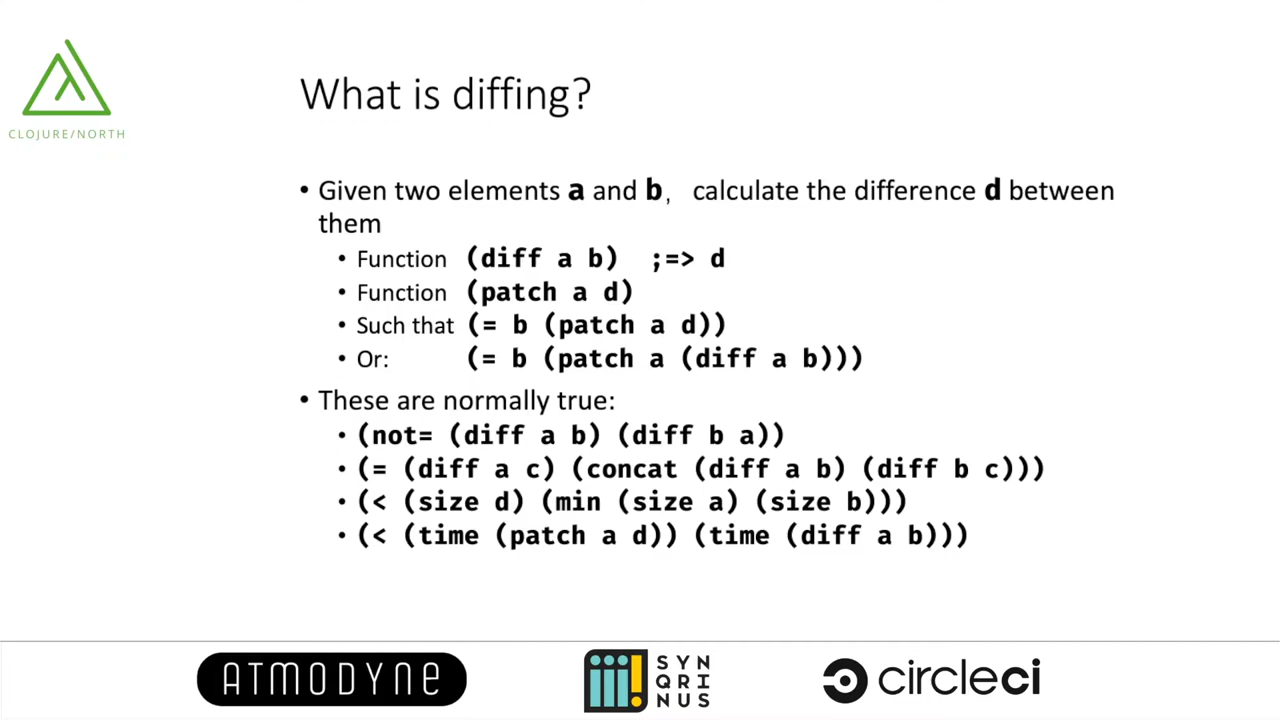 CLOJURE/NORTH
What is diffing?
• Given two elements a and b， calculate the difference d between
them
• Function (diff a b) ;=> d
• Function (patch a d)
• Such that (= b (patch a d))
• Or: (= b (patch a (diff a b)))
• These are normally true:
• (not= (diff a b) (diff b a))
• (= (diff a c) (concat (diff a b) (diff b c)))
• (< (size d) (min (size a) (size b)))
• (< (time (patch a d)) (time (diff a b)))
ATMODYNE
SYN
QRI
NUS
circleci